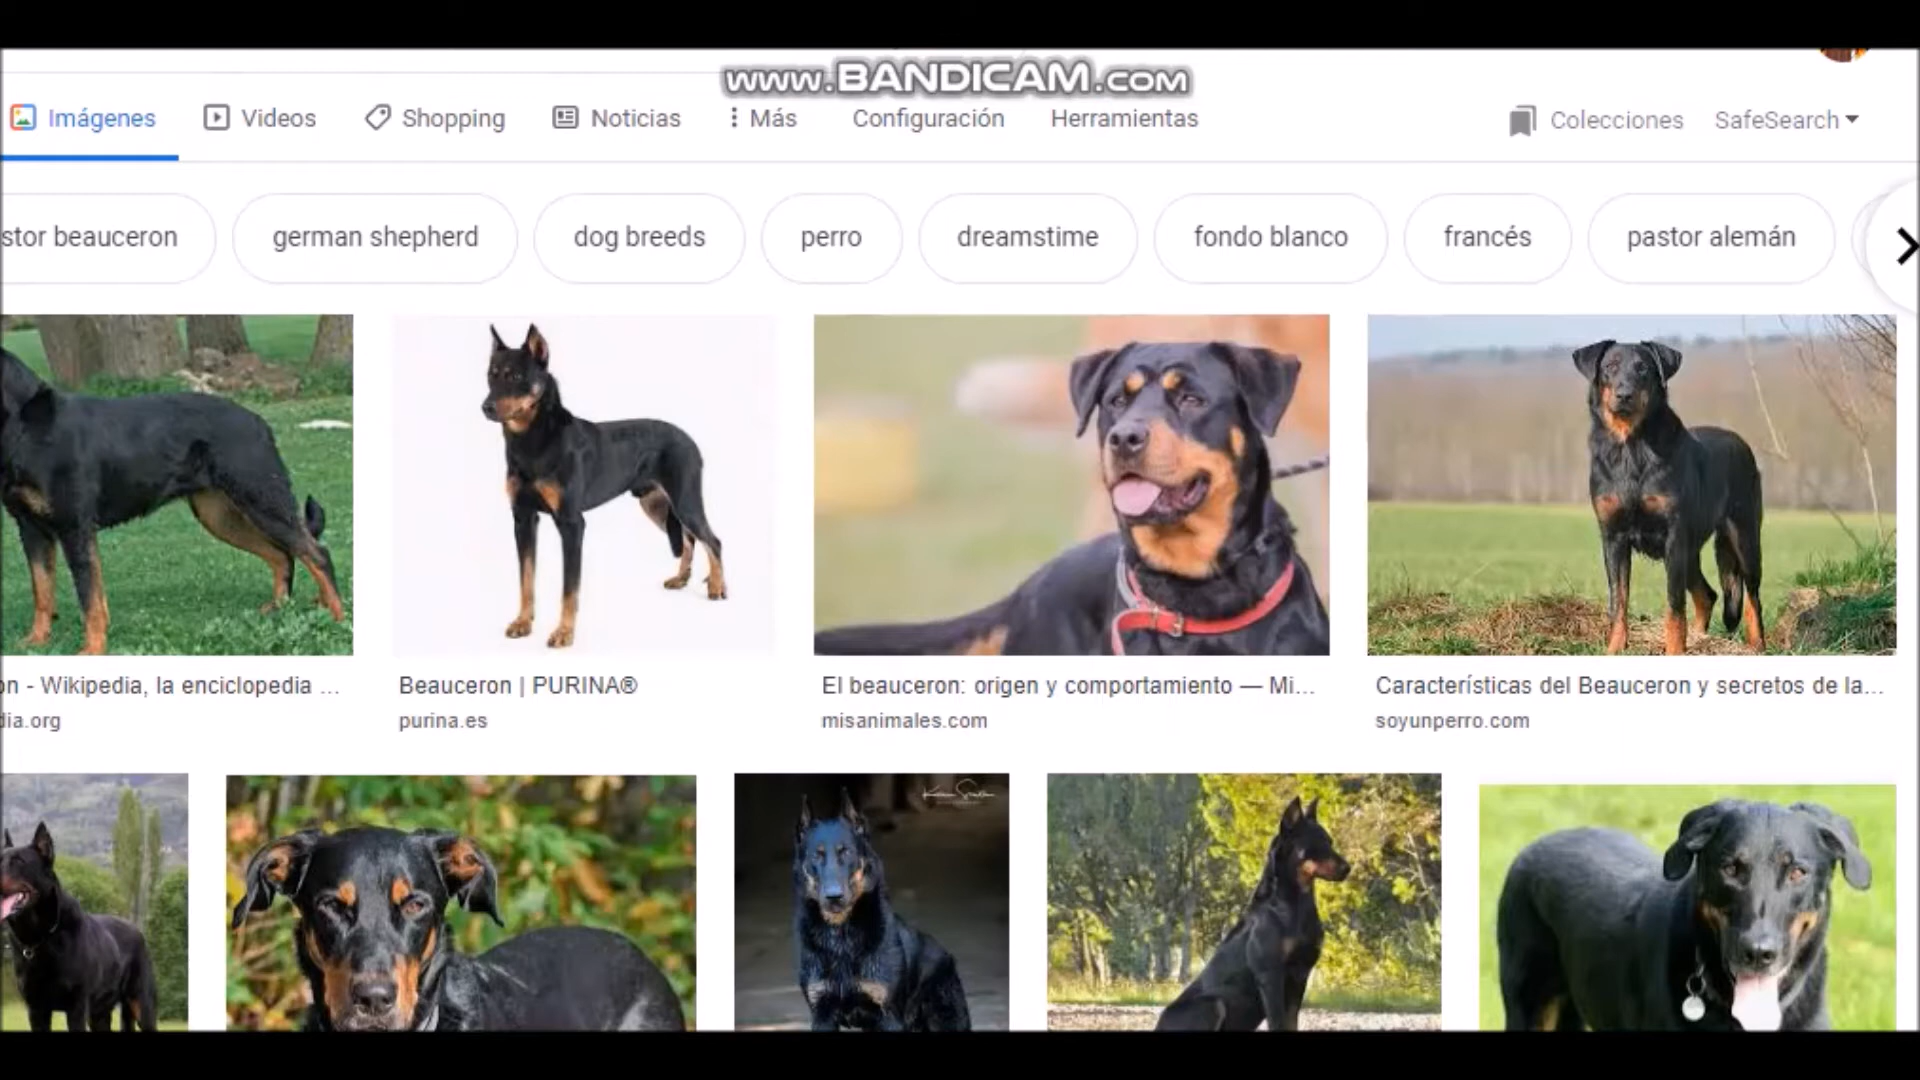 www.BANDICAM.com
Imágenes Videos Shopping Noticias Más Configuración Herramientas Colecciones SafeSearch
stor beauceron german shepherd dog breeds perro dreamstime fondo blanco francés pastor alemán
on - Wikipedia, la enciclopedia ... Beauceron | PURINA® El beauceron: origen y comportamiento — Mi... Características del Beauceron y secretos de la...
dia.org purina.es misanimales.com soyunperro.com